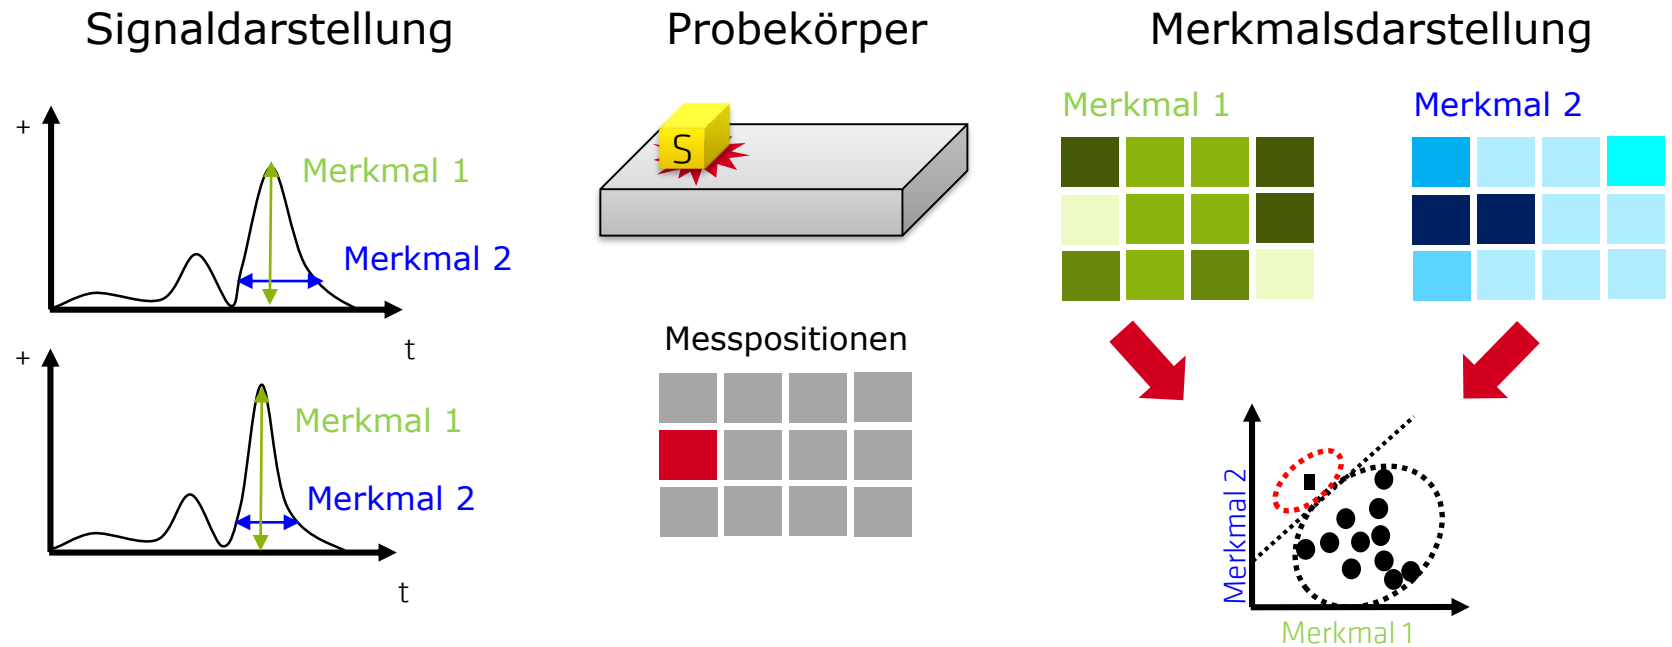 Signaldarstellung
+
Merkmal 1
Merkmal 2
t
+
Merkmal 1
Merkmal 2
t
Probekörper
S
Messpositionen
Merkmalsdarstellung
Merkmal 1
Merkmal 2
Merkmal 2
Merkmal 1